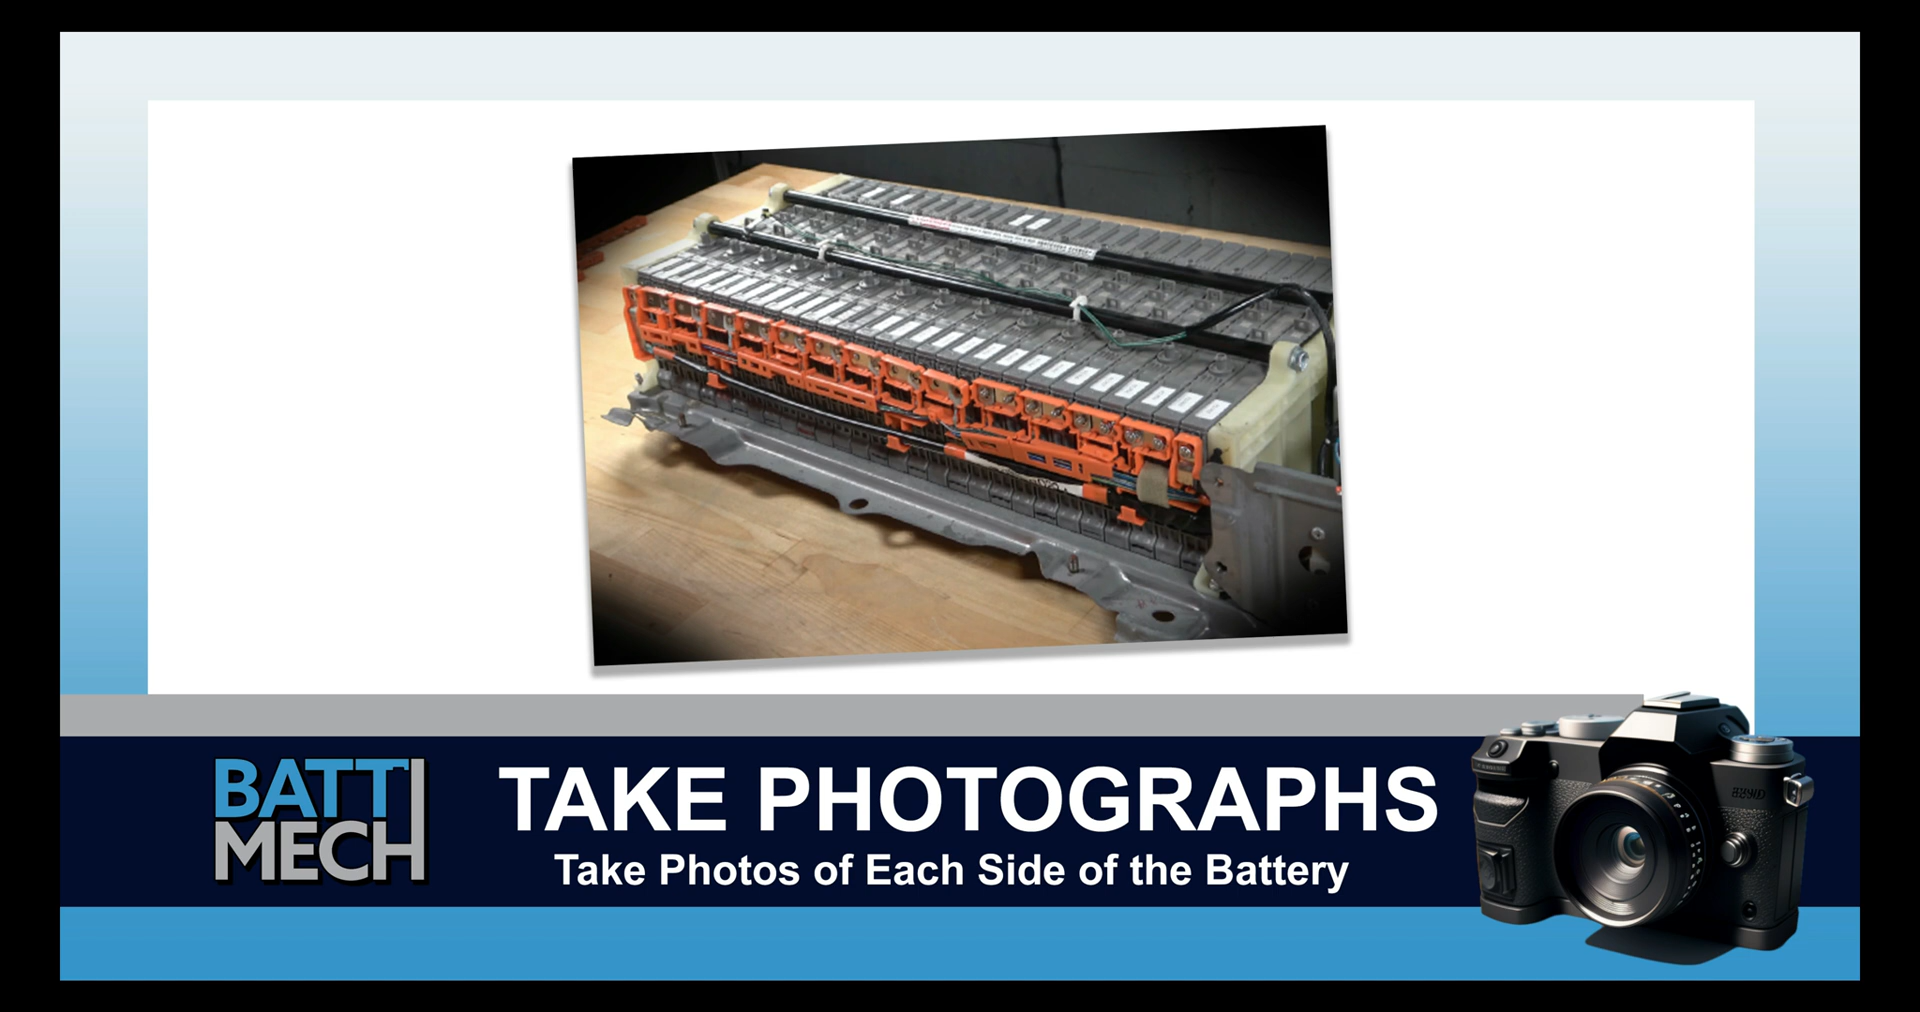 BATT
MECH
TAKE PHOTOGRAPHS
Take Photos of Each Side of the Battery